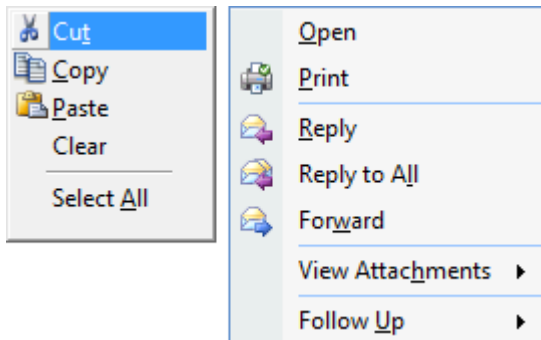 Cut
Copy
Paste
Clear
Select All
Open
Print
Reply
Reply to All
Forward
View Attachments
Follow Up